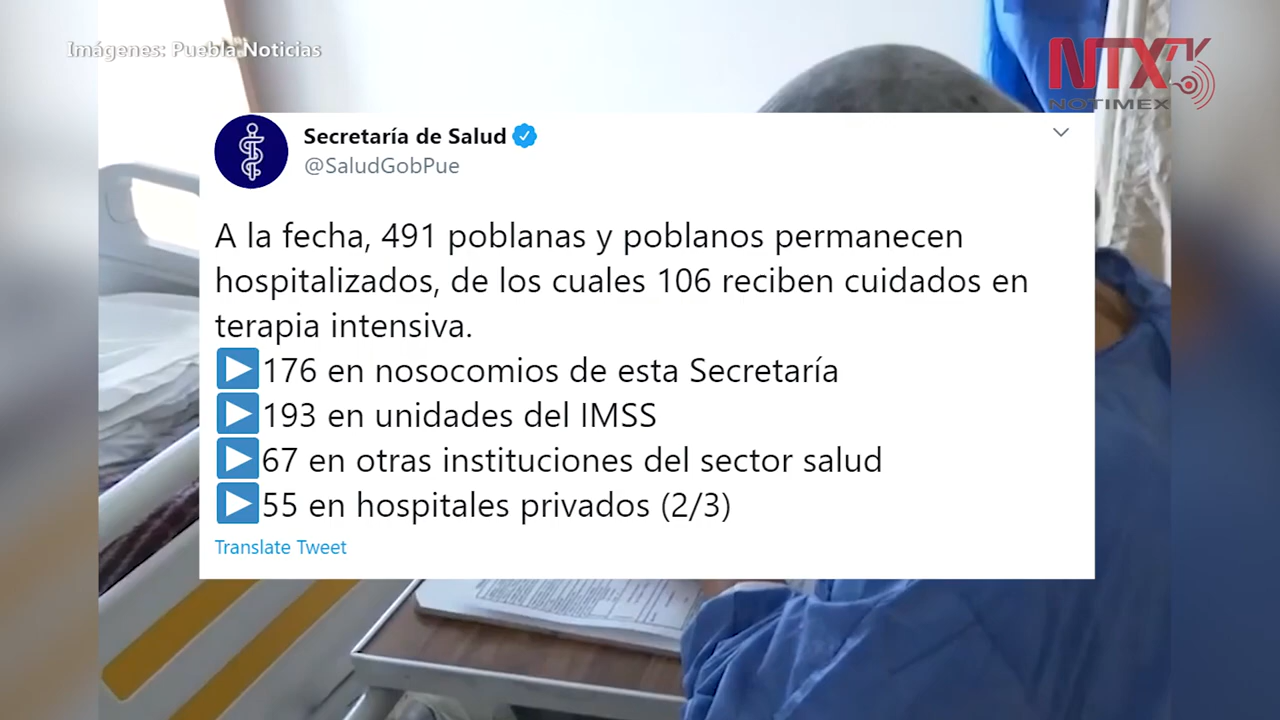 Imágenes: Puebla Noticias
NTX TV
NOTIMEX
Secretaría de Salud
@SaludGobPue
A la fecha, 491 poblanas y poblanos permanecen
hospitalizados, de los cuales 106 reciben cuidados en
terapia intensiva.
▶176 en nosocomios de esta Secretaría
▶193 en unidades del IMSS
▶67 en otras instituciones del sector salud
▶55 en hospitales privados (2/3)
Translate Tweet